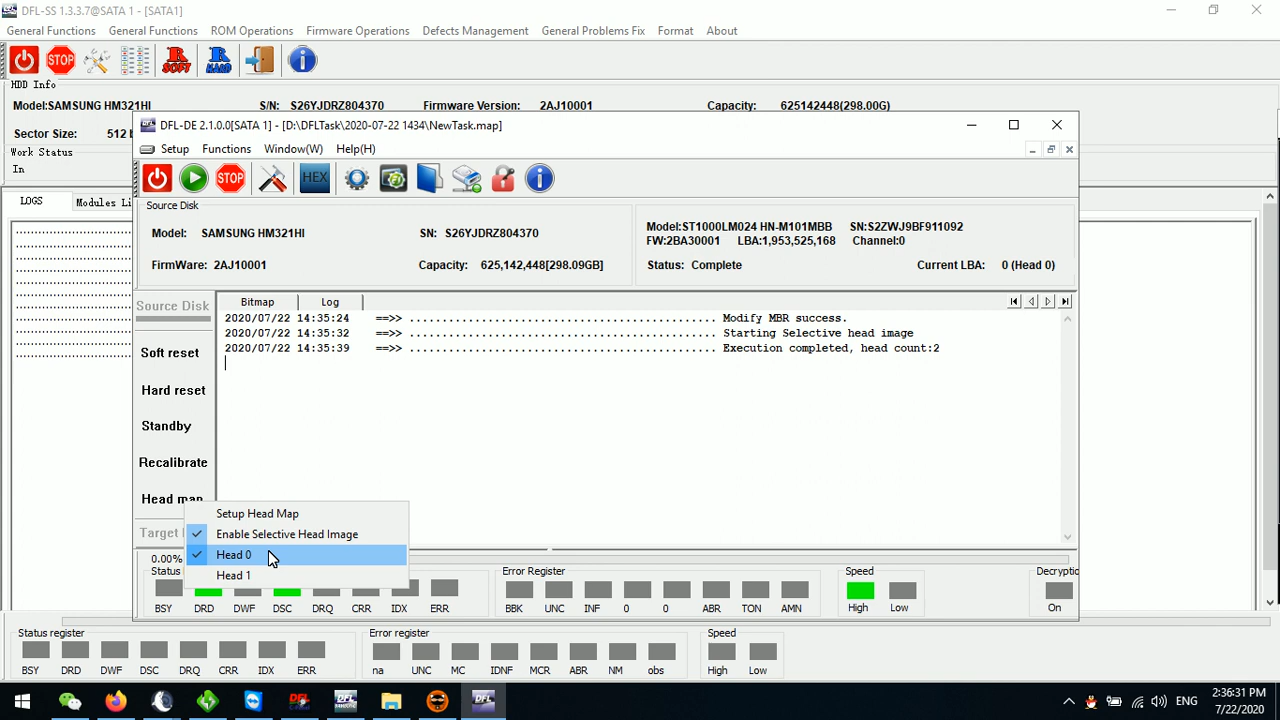 DFL-SS 1.3.3.7@SATA 1 - [SATA1]
General Functions General Functions ROM Operations Firmware Operations Defects Management General Problems Fix Format About
STOP R SOFT R HARD
HDD Info
Model:SAMSUNG HM321HI S/N: S26YJDRZ804370 Firmware Version: 2AJ10001 Capacity: 625142448(298.00G)
Sector Size: 512 b
Work Status
In
LOGS Modules Li
DFL-DE 2.1.0.0[SATA 1] - [D:\DFLTask\2020-07-22 1434\NewTask.map]
Setup Functions Window(W) Help(H)
STOP HEX
Source Disk
Model: SAMSUNG HM321HI SN: S26YJDRZ804370
FirmWare: 2AJ10001 Capacity: 625,142,448[298.09GB]
Model:ST1000LM024 HN-M101MBB SN:S2ZWJ9BF911092
FW:2BA30001 LBA:1,953,525,168 Channel:0
Status: Complete Current LBA: 0 (Head 0)
Source Disk
Soft reset
Hard reset
Standby
Recalibrate
Head map
Target
Bitmap Log
2020/07/22 14:35:24 ==>> ............................................. Modify MBR success.
2020/07/22 14:35:32 ==>> ............................................. Starting Selective head image
2020/07/22 14:35:39 ==>> ............................................. Execution completed, head count:2
Setup Head Map
Enable Selective Head Image
Head 0
Head 1
0.00%
Status Error Register Speed Decryptic
BSY DRD DWF DSC DRQ CRR IDX ERR BBK UNC INF 0 0 ABR TON AMN High Low On
Status register Error register Speed
BSY DRD DWF DSC DRQ CRR IDX ERR na UNC MC IDNF MCR ABR NM obs High Low
ENG
2:36:31 PM
7/22/2020